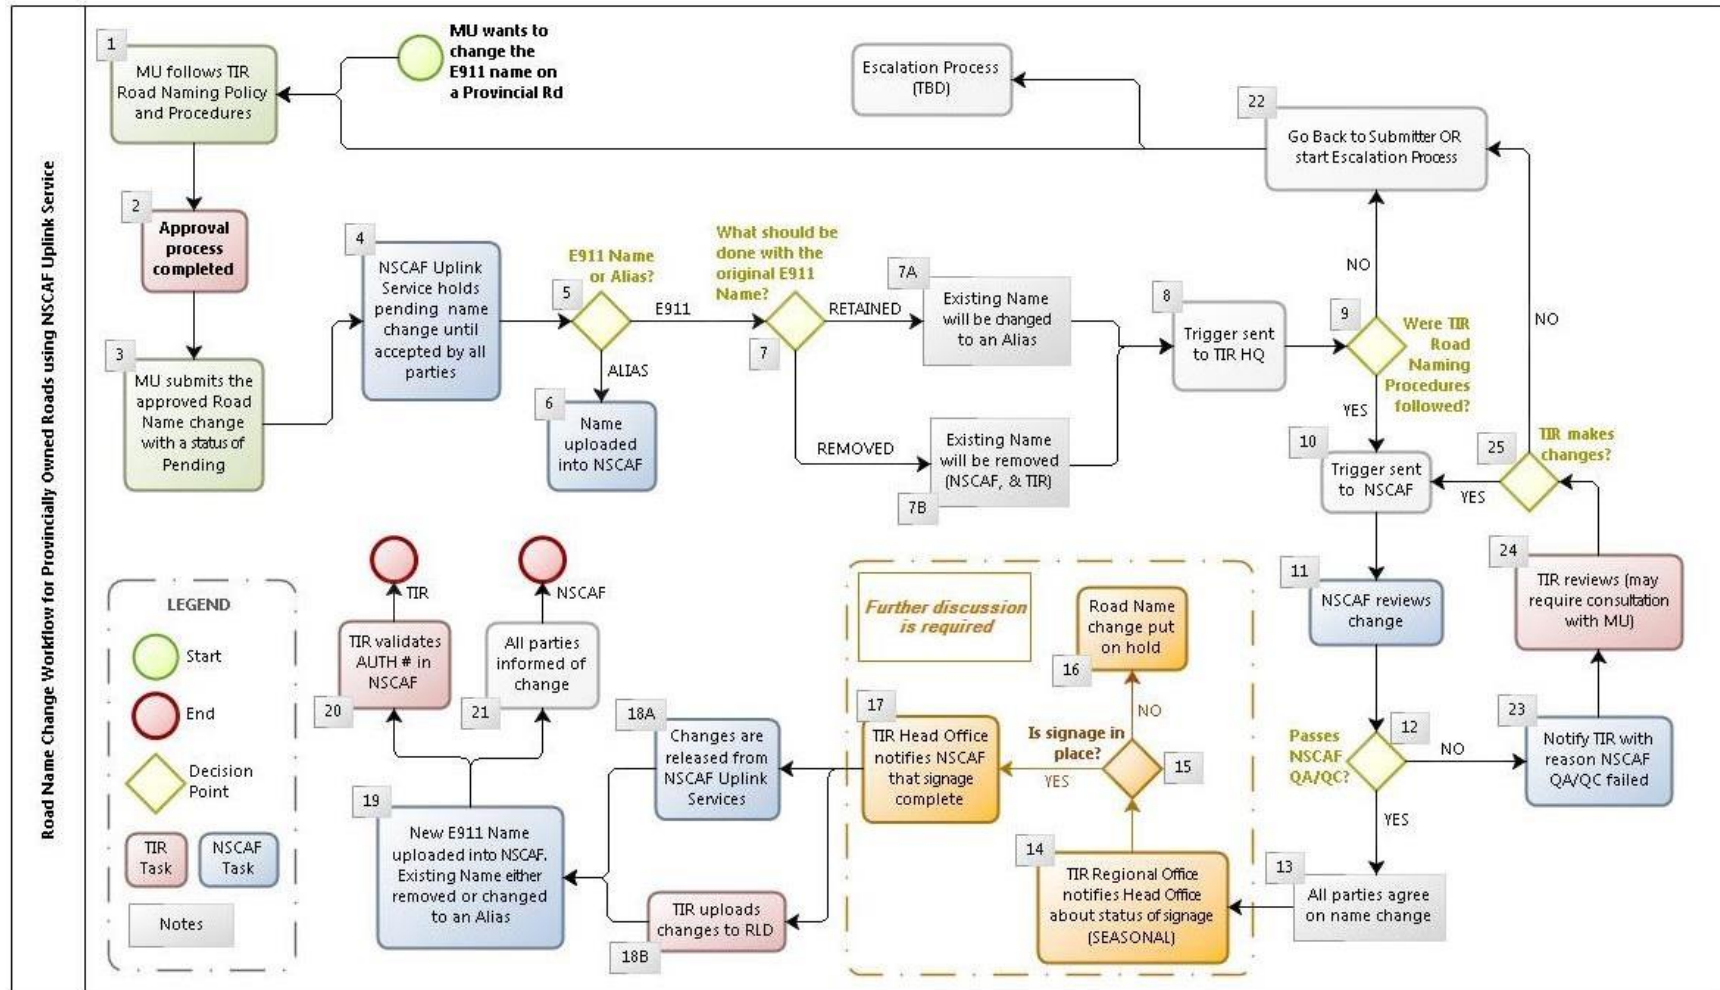 Road Name Change Workflow for Provincially Owned Roads using NSCAF Uplink Service
1
MU follows TIR
Road Naming Policy
and Procedures
MU wants to
change the
E911 name on
a Provincial Rd
Escalation Process
(TBD)
22
Go Back to Submitter OR
start Escalation Process
2
Approval
process
completed
3
MU submits the
approved Road
Name change
with a status of
Pending
4
NSCAF Uplink
Service holds
pending name
change until
accepted by all
parties
E911 Name
or Alias?
5
E911
ALIAS
6
Name
uploaded
into NSCAF
What should be
done with the
original E911
Name?
7
RETAINED
REMOVED
7A
Existing Name
will be changed
to an Alias
Existing Name
will be removed
(NSCAF, & TIR)
7B
8
Trigger sent
to TIR HQ
NO
9
Were TIR
Road
Naming
Procedures
followed?
YES
10
Trigger sent
to NSCAF
NO
TIR makes
changes?
25
YES
24
TIR reviews (may
require consultation
with MU)
11
NSCAF reviews
change
Passes
NSCAF
QA/QC?
12
NO
YES
23
Notify TIR with
reason NSCAF
QA/QC failed
13
All parties agree
on name change
Further discussion
is required
14
TIR Regional Office
notifies Head Office
about status of signage
(SEASONAL)
Is signage in
place?
15
NO
YES
Road Name
change put
on hold
16
17
TIR Head Office
notifies NSCAF
that signage
complete
18A
Changes are
released from
NSCAF Uplink
Services
TIR uploads
changes to RLD
18B
19
New E911 Name
uploaded into NSCAF.
Existing Name either
removed or changed
to an Alias
TIR
TIR validates
AUTH # in
NSCAF
20
NSCAF
All parties
informed of
change
21
LEGEND
Start
End
Decision
Point
TIR
Task
NSCAF
Task
Notes